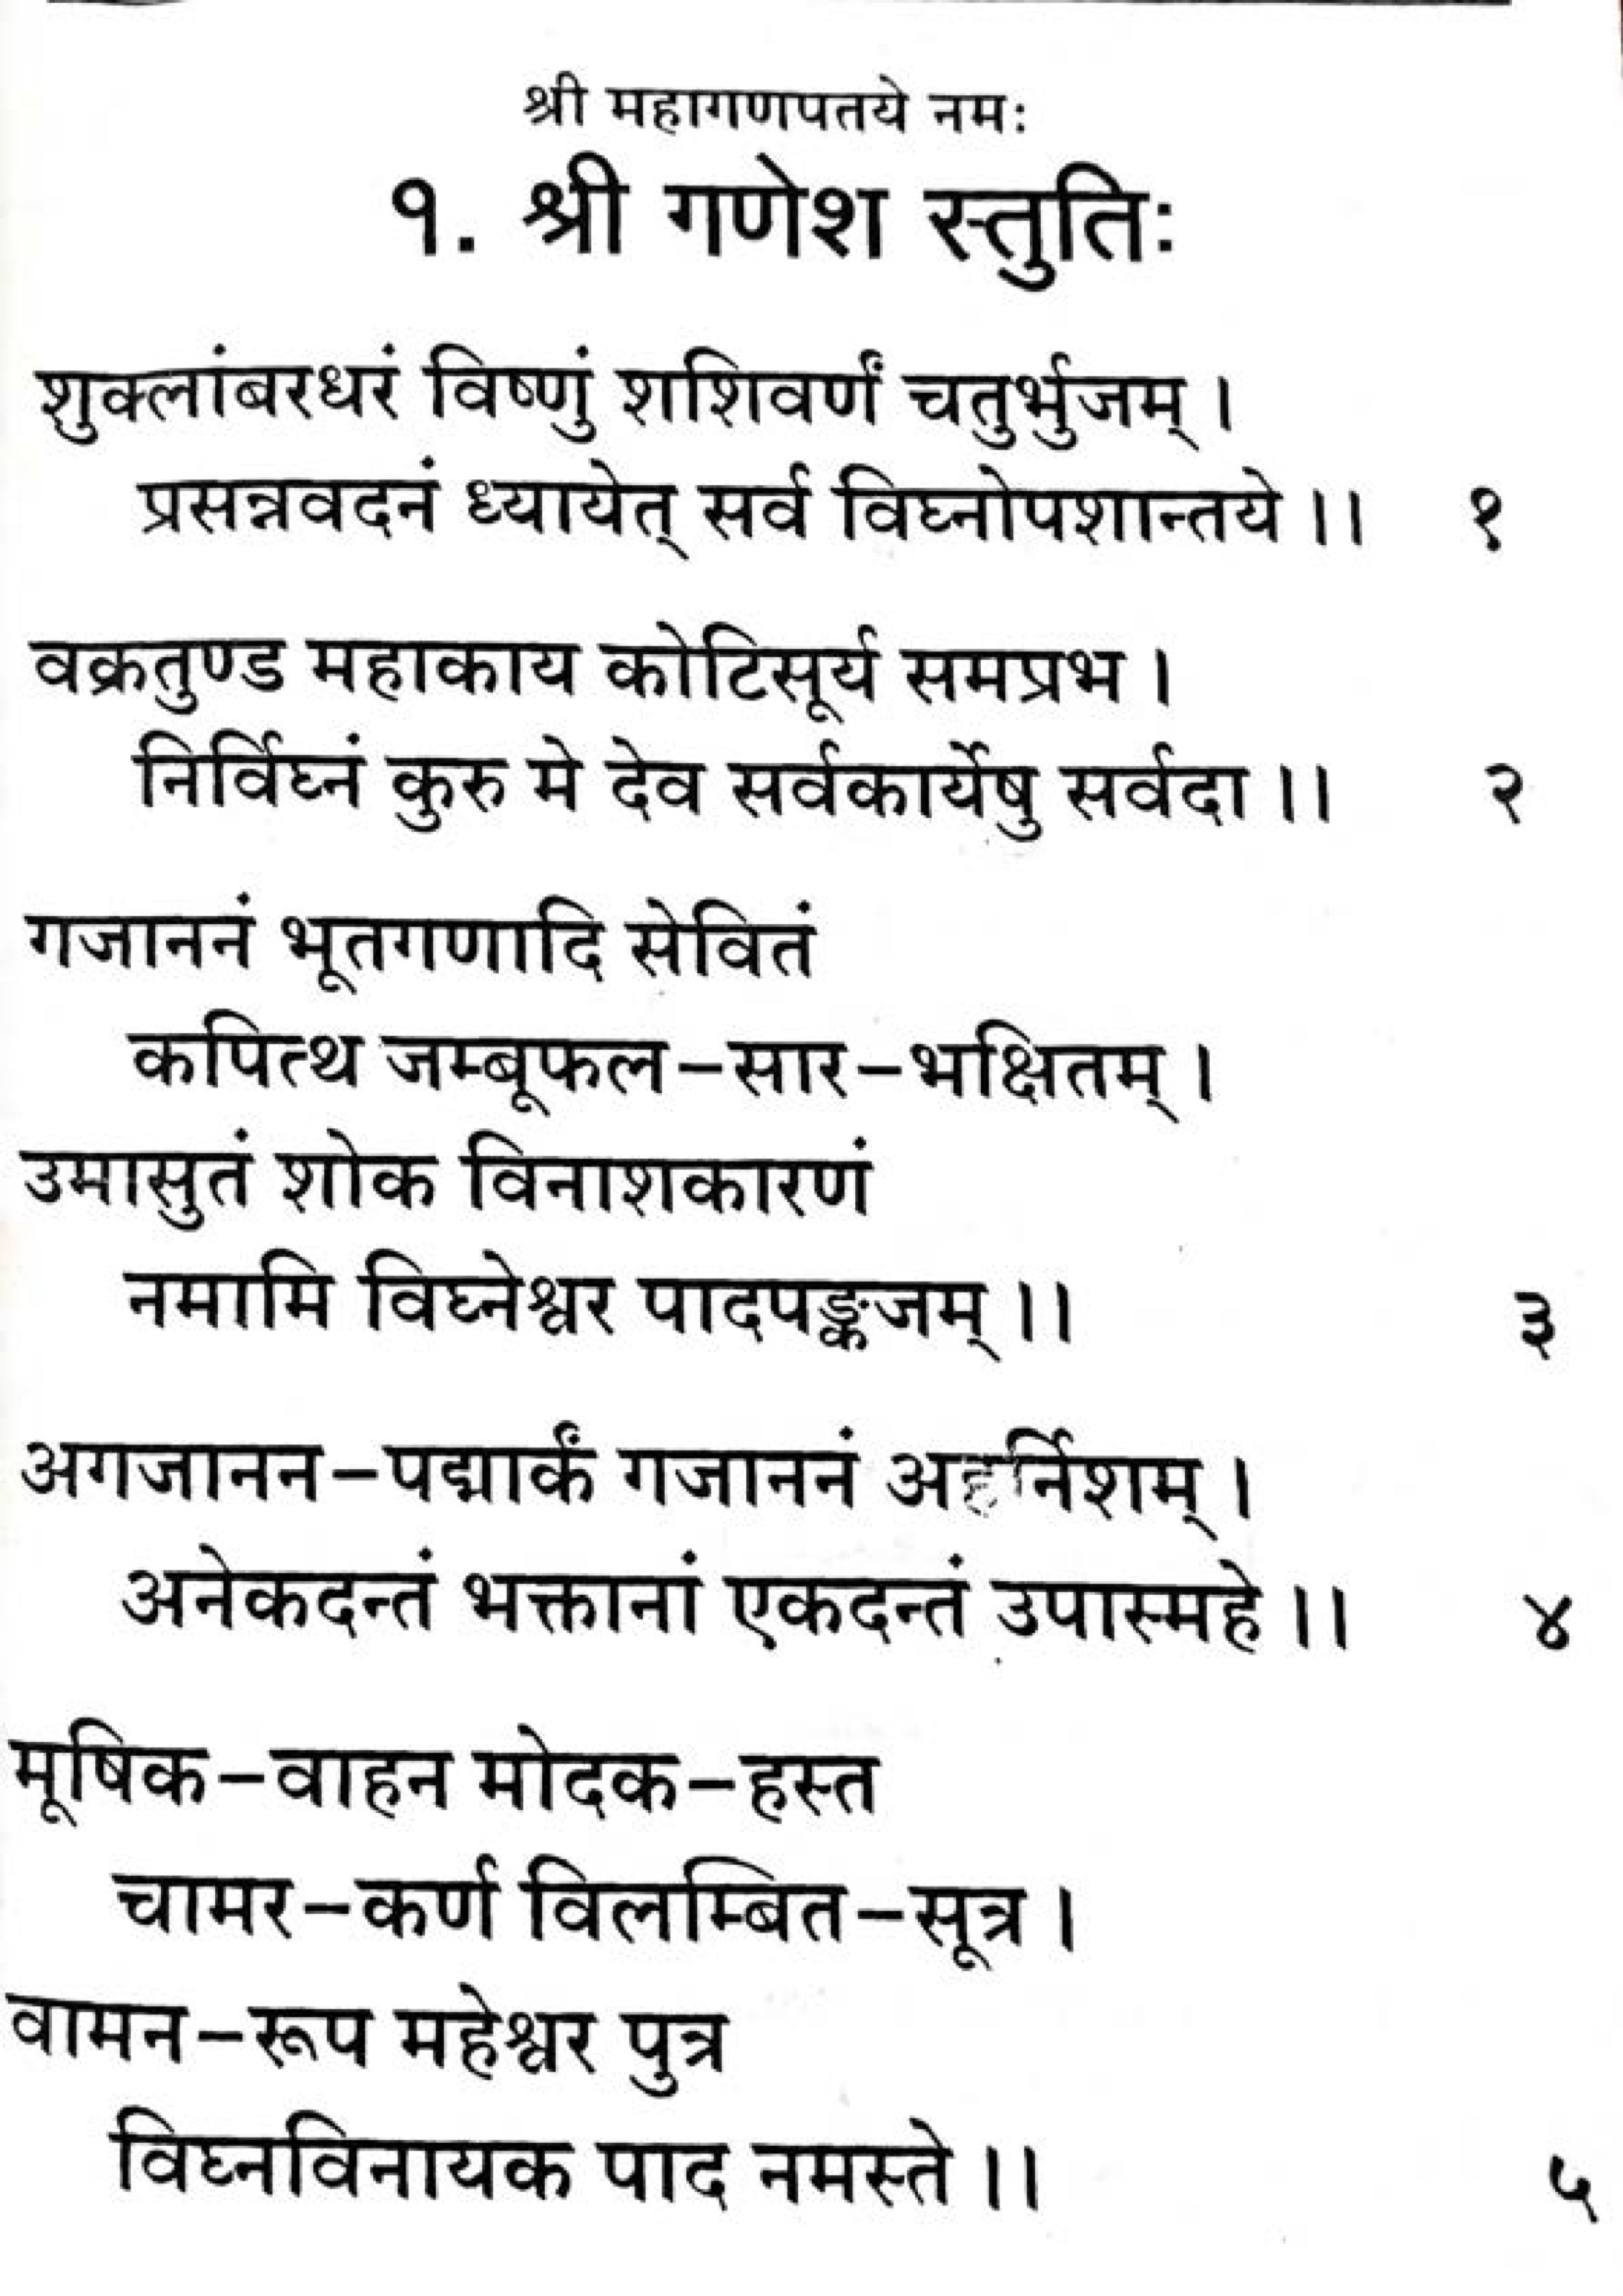 श्री महागणपतये नमः
१. श्री गणेश स्तुतिः
शुक्लांबरधरं विष्णुं शशिवर्णं चतुर्भुजम् ।
प्रसन्नवदनं ध्यायेत् सर्व विघ्नोपशान्तये ।। १
वक्रतुण्ड महाकाय कोटिसूर्य समप्रभ ।
निर्विघ्नं कुरु मे देव सर्वकार्येषु सर्वदा ।। २
गजाननं भूतगणादि सेवितं
कपित्थ जम्बूफल–सार–भक्षितम् ।
उमासुतं शोक विनाशकारणं
नमामि विघ्नेश्वर पादपङ्कजम् ।। ३
अगजानन–पद्मार्कं गजाननं अहर्निशम् ।
अनेकदन्तं भक्तानां एकदन्तं उपास्महे ।। ४
मूषिक–वाहन मोदक–हस्त
चामर–कर्ण विलम्बित–सूत्र ।
वामन–रूप महेश्वर पुत्र
विघ्नविनायक पाद नमस्ते ।। ५